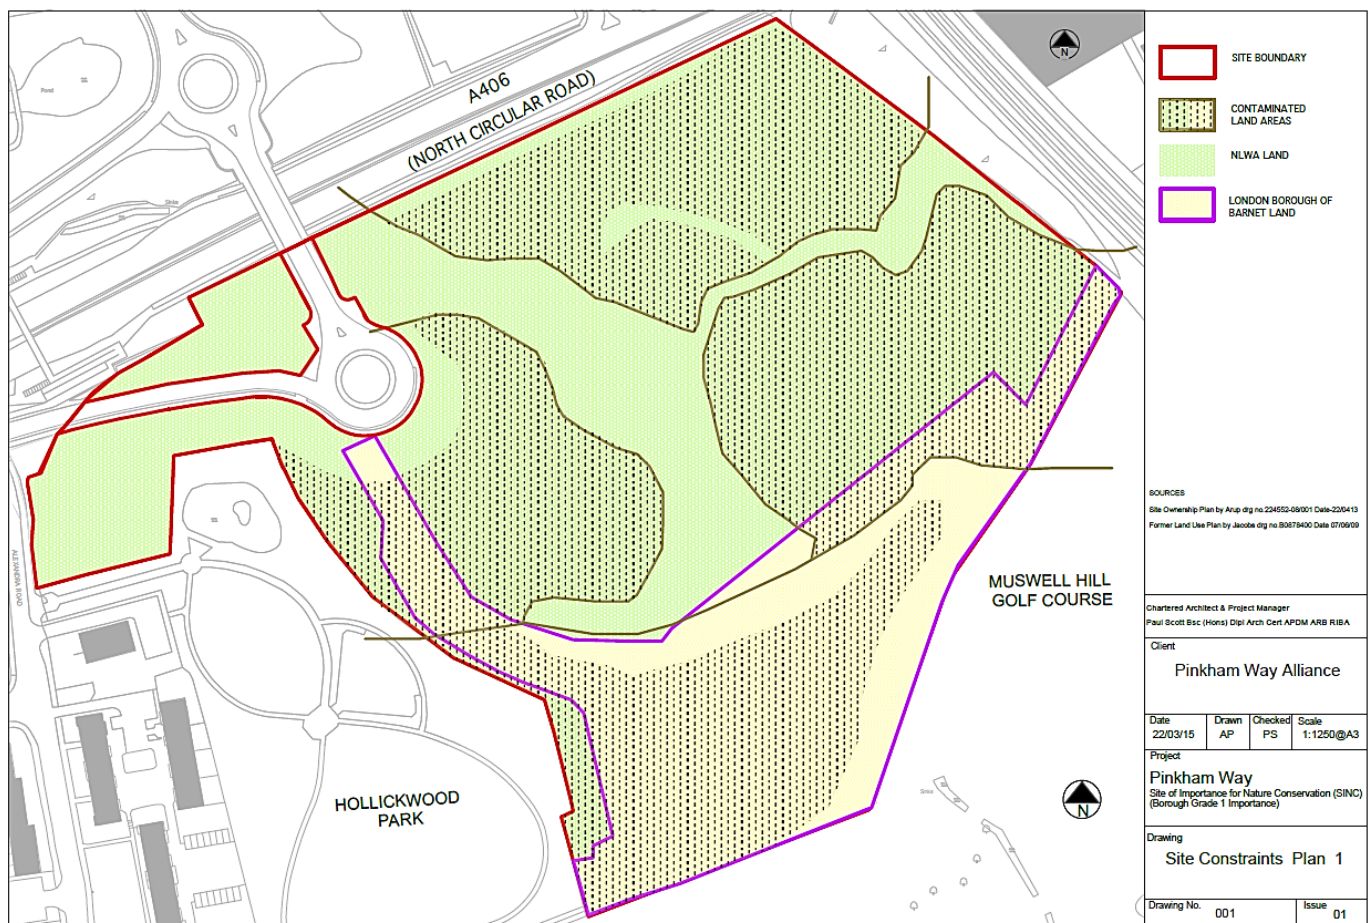 A406
(NORTH CIRCULAR ROAD)
Pond
Sinks
ALEXANDRA ROAD
HOLLICKWOOD
PARK
MUSWELL HILL
GOLF COURSE
Sinks
N
N
SITE BOUNDARY
CONTAMINATED
LAND AREAS
NLWA LAND
LONDON BOROUGH OF
BARNET LAND
SOURCES
Site Ownership Plan by Arup drg no.224552-08/001 Date-22/0413
Former Land Use Plan by Jacobs drg no.B0878400 Date 07/06/09
Chartered Architect & Project Manager
Paul Scott Bsc (Hons) Dipl Arch Cert APDM ARB RIBA
Client
Pinkham Way Alliance
Date Drawn Checked Scale
22/03/15 AP PS 1:1250@A3
Project
Pinkham Way
Site of Importance for Nature Conservation (SINC)
(Borough Grade 1 Importance)
Drawing
Site Constraints Plan 1
Drawing No. 001 Issue 01